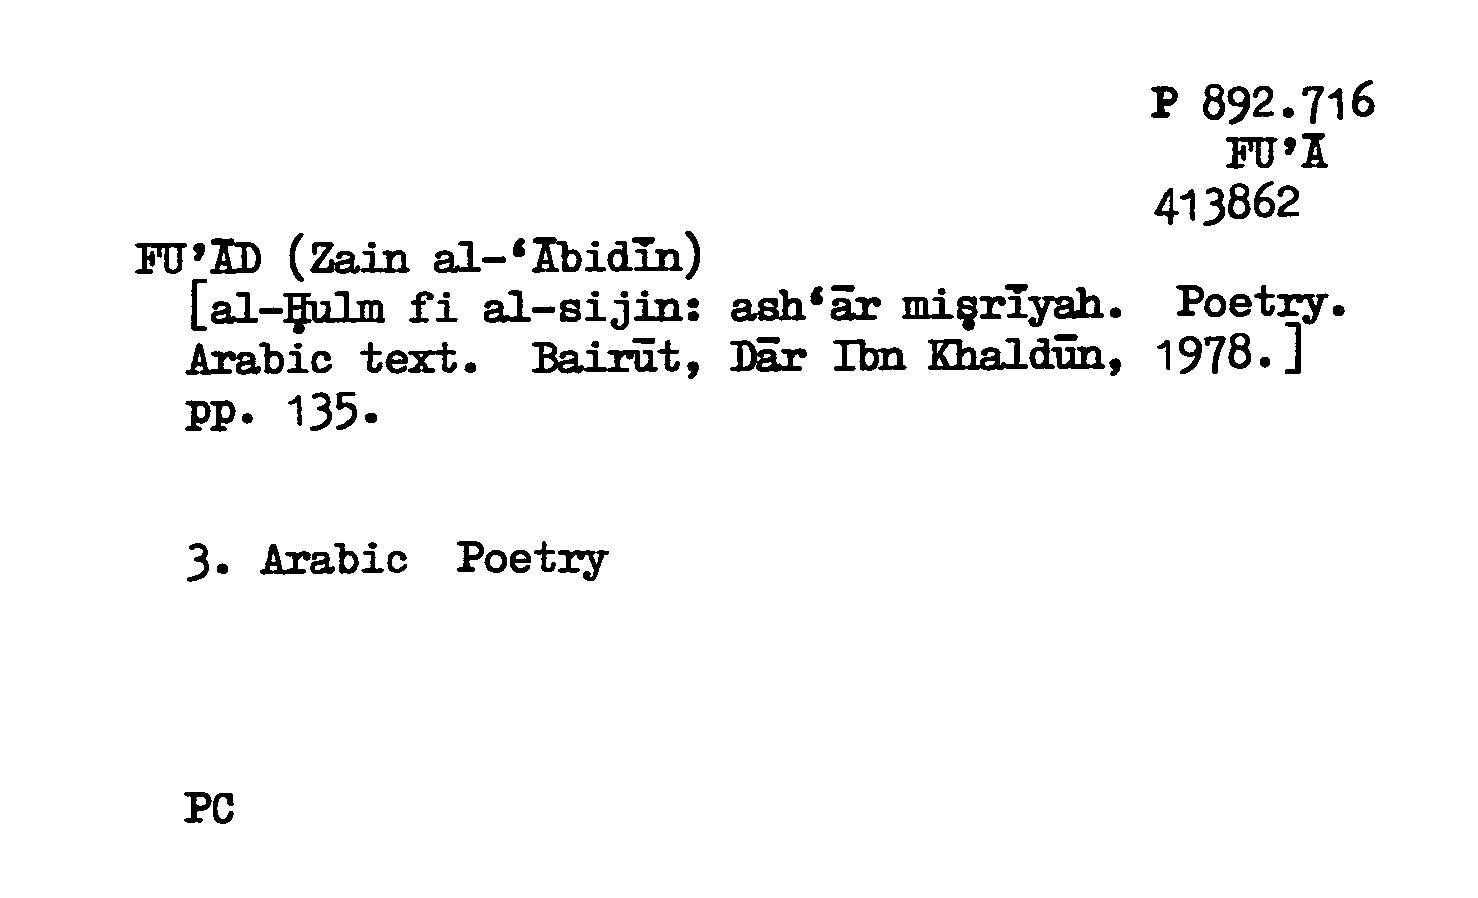 P 892.716
FU’Ā
413862
FU’ĀD (Zain al-‘Ābidīn)
[al-Ḥulm fi al-sijin: ash‘ār miṣrīyah. Poetry.
Arabic text. Bairūt, Dār Ibn Khaldūn, 1978.]
pp. 135.
3. Arabic Poetry
PC